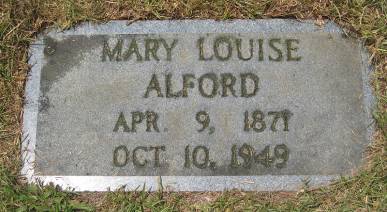 MARY LOUISE
ALFORD
APR. 9, 1871
OCT. 10, 1949